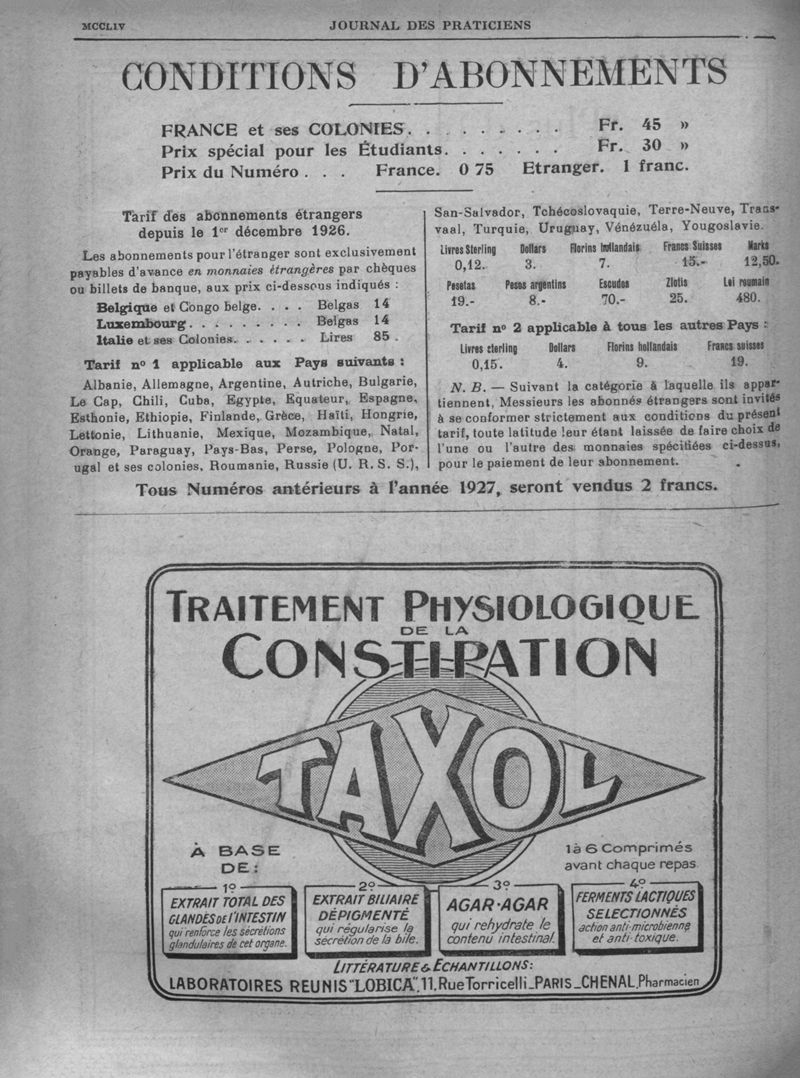 MCCLIV
JOURNAL DES PRATICIENS
CONDITIONS D'ABONNEMENTS
FRANCE et ses COLONIES. . . . . . . . . . Fr. 45 »
Prix spécial pour les Étudiants. . . . . . . Fr. 30 »
Prix du Numéro . . . France. 0 75 Etranger. 1 franc.
Tarif des abonnements étrangers
depuis le 1er décembre 1926.
Les abonnements pour l'étranger sont exclusivement
payables d'avance en monnaies étrangères par chèques
ou billets de banque, aux prix ci-dessous indiqués :
Belgique et Congo belge. . . . Belgas 14
Luxembourg. . . . . . . . . Belgas 14
Italie et ses Colonies. . . . . . Lires 85 .
Tarif n° 1 applicable aux Pays suivants :
Albanie, Allemagne, Argentine, Autriche, Bulgarie,
Le Cap, Chili, Cuba, Egypte, Equateur, Espagne,
Esthonie, Ethiopie, Finlande, Grèce, Haïti, Hongrie,
Lettonie, Lithuanie, Mexique, Mozambique, Natal,
Orange, Paraguay, Pays-Bas, Perse, Pologne, Por-
ugal et ses colonies, Roumanie, Russie (U. R. S. S.),
San-Salvador, Tchécoslovaquie, Terre-Neuve, Trans-
vaal, Turquie, Uruguay, Vénézuéla, Yougoslavie.
Livres Sterling Dollars Florins hollandais Francs Suisses Marks
0,12. 3. 7. 15.- 12,50.
Pesetas Pesos argentins Escudos Zlotis Lei roumain
19.- 8.- 70.- 25. 480.
Tarif n° 2 applicable à tous les autres Pays :
Livres cterling Dollars Florins hollandais Francs suisses
0,15. 4. 9. 19.
N. B. — Suivant la catégorie à laquelle ils appar-
tiennent, Messieurs les abonnés étrangers sont invités
à se conformer strictement aux conditions du présent
tarif, toute latitude leur étant laissée de faire choix de
l'une ou l'autre des monnaies spécifiées ci-dessus,
pour le paiement de leur abonnement.
Tous Numéros antérieurs à l'année 1927, seront vendus 2 francs.
TRAITEMENT PHYSIOLOGIQUE
DE LA
CONSTIPATION
TAXOL
À BASE
DE:
1à 6 Comprimés
avant chaque repas
1º
EXTRAIT TOTAL DES
GLANDES DE l'INTESTIN
qui renforce les sécrétions
glandulaires de cet organe.
2º
EXTRAIT BILIAIRE
DÉPIGMENTÉ
qui régularise la
sécrétion de la bile.
3º
AGAR-AGAR
qui rehydrate le
contenu intestinal.
4º
FERMENTS LACTIQUES
SELECTIONNÉS
action anti-microbienne
et anti-toxique.
LITTÉRATURE & ECHANTILLONS:
LABORATOIRES REUNIS "LOBICA", 11, Rue Torricelli_PARIS_CHENAL, Pharmacien